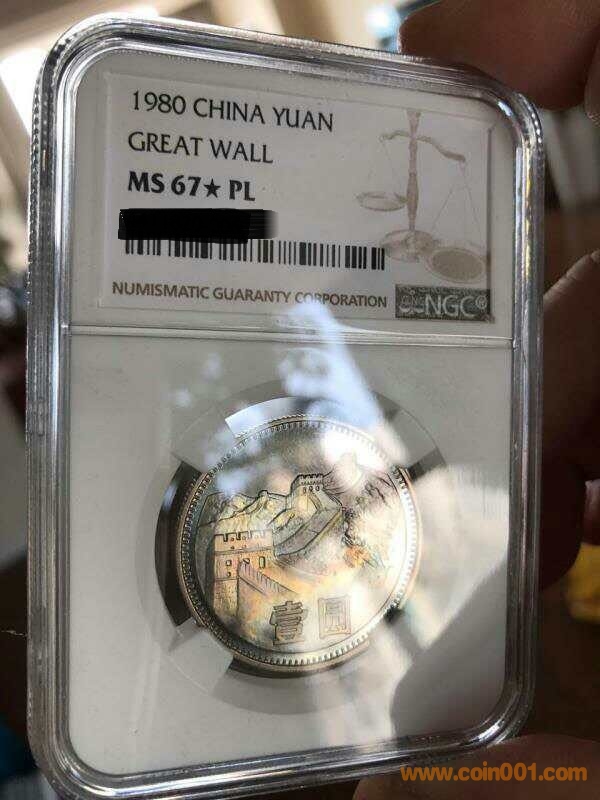 1980 CHINA YUAN
GREAT WALL
MS 67★ PL
NUMISMATIC GUARANTY CORPORATION
NGC®
壹圆
www.coin001.com